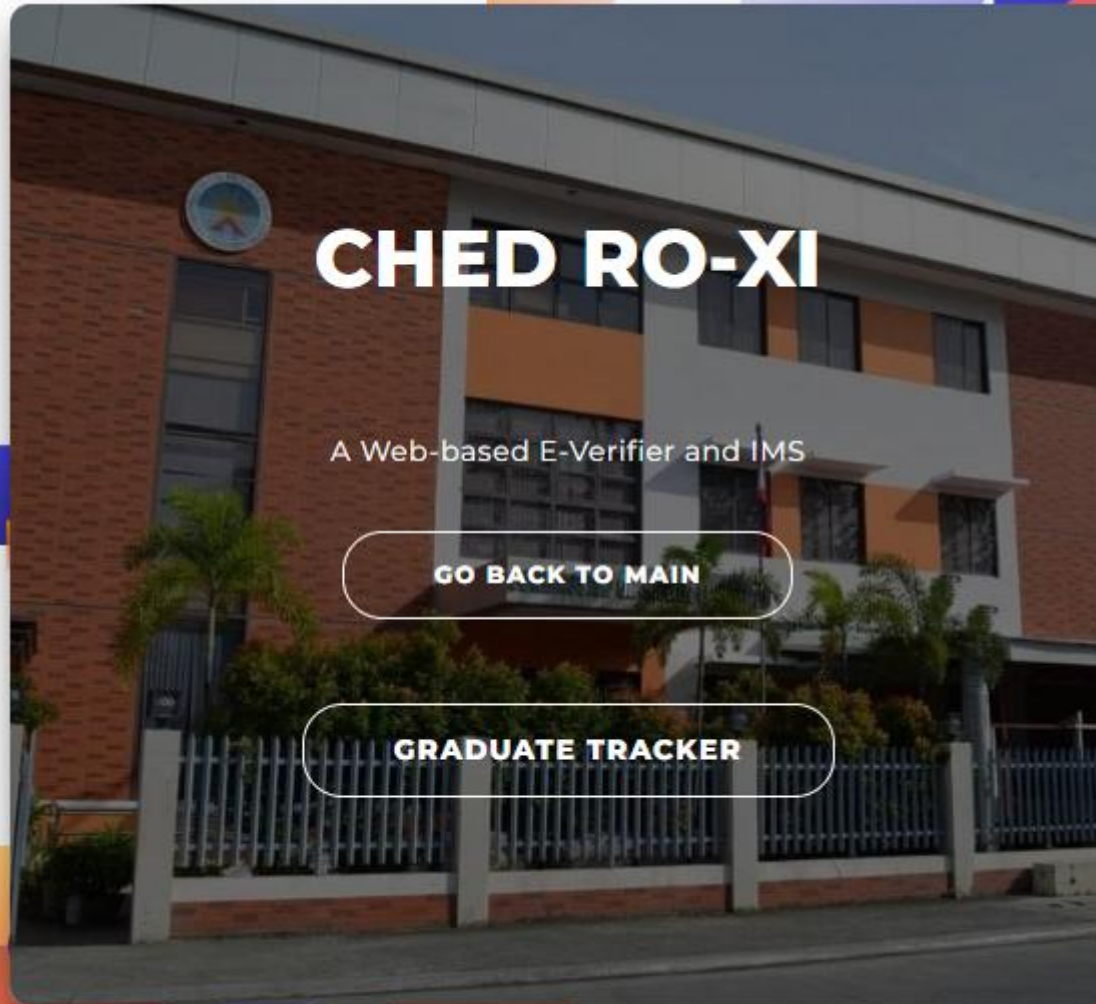 CHED RO-XI
A Web-based E-Verifier and IMS
GO BACK TO MAIN
GRADUATE TRACKER